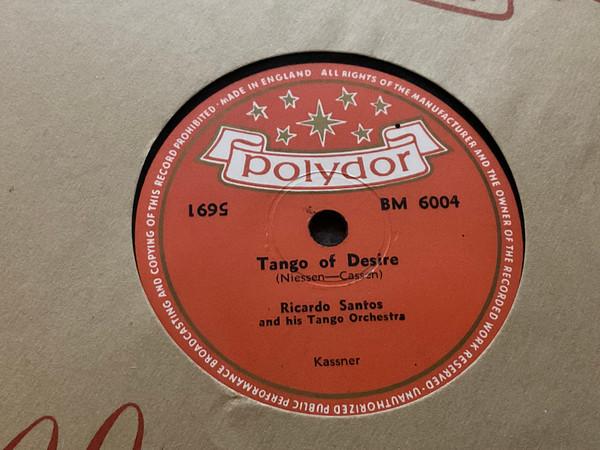 MADE IN ENGLAND · ALL RIGHTS OF THE MANUFACTURER AND THE OWNER OF THE RECORDED WORK RESERVED · UNAUTHORIZED PUBLIC PERFORMANCE BROADCASTING AND COPYING OF THIS RECORD PROHIBITED ·
polydor
1695
BM 6004
Tango of Desire
(Niessen—Cassen)
Ricardo Santos
and his Tango Orchestra
Kassner